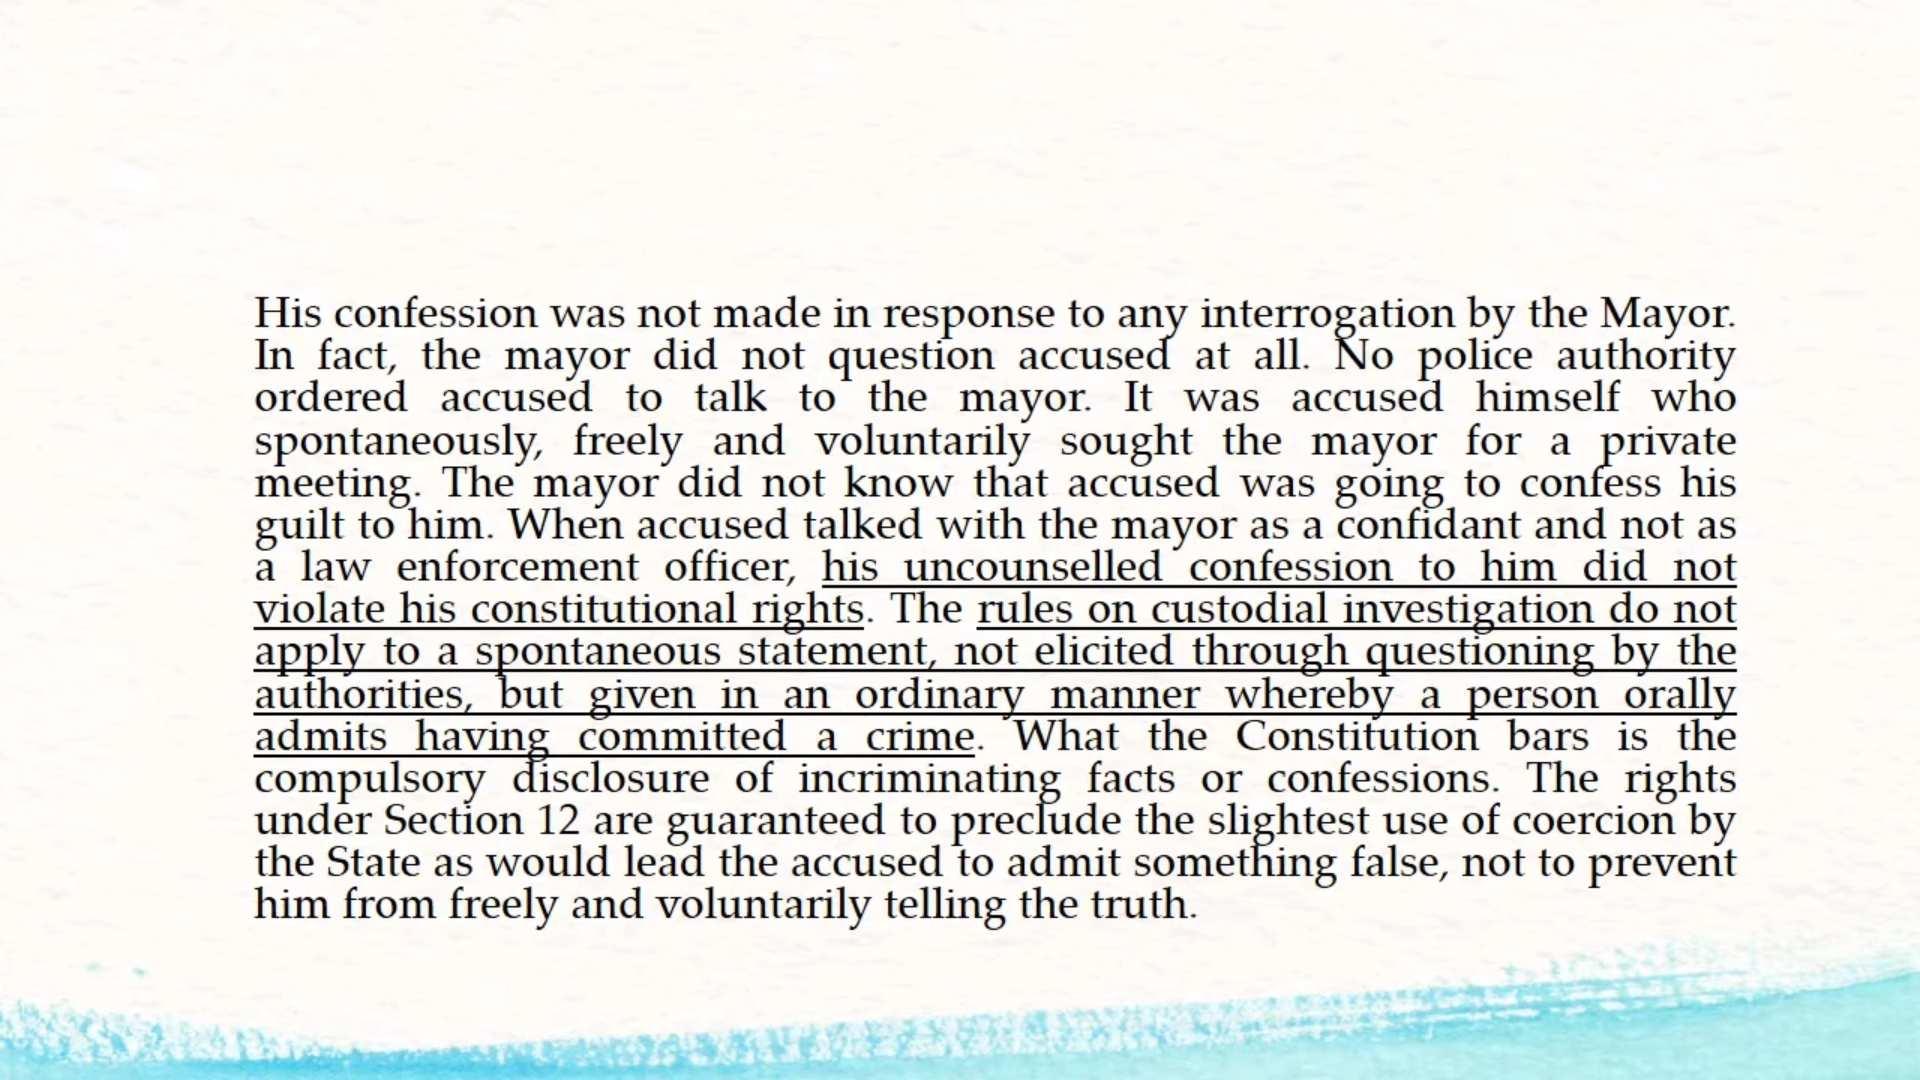 His confession was not made in response to any interrogation by the Mayor.
In fact, the mayor did not question accused at all. No police authority
ordered accused to talk to the mayor. It was accused himself who
spontaneously, freely and voluntarily sought the mayor for a private
meeting. The mayor did not know that accused was going to confess his
guilt to him. When accused talked with the mayor as a confidant and not as
a law enforcement officer, his uncounselled confession to him did not
violate his constitutional rights. The rules on custodial investigation do not
apply to a spontaneous statement, not elicited through questioning by the
authorities, but given in an ordinary manner whereby a person orally
admits having committed a crime. What the Constitution bars is the
compulsory disclosure of incriminating facts or confessions. The rights
under Section 12 are guaranteed to preclude the slightest use of coercion by
the State as would lead the accused to admit something false, not to prevent
him from freely and voluntarily telling the truth.